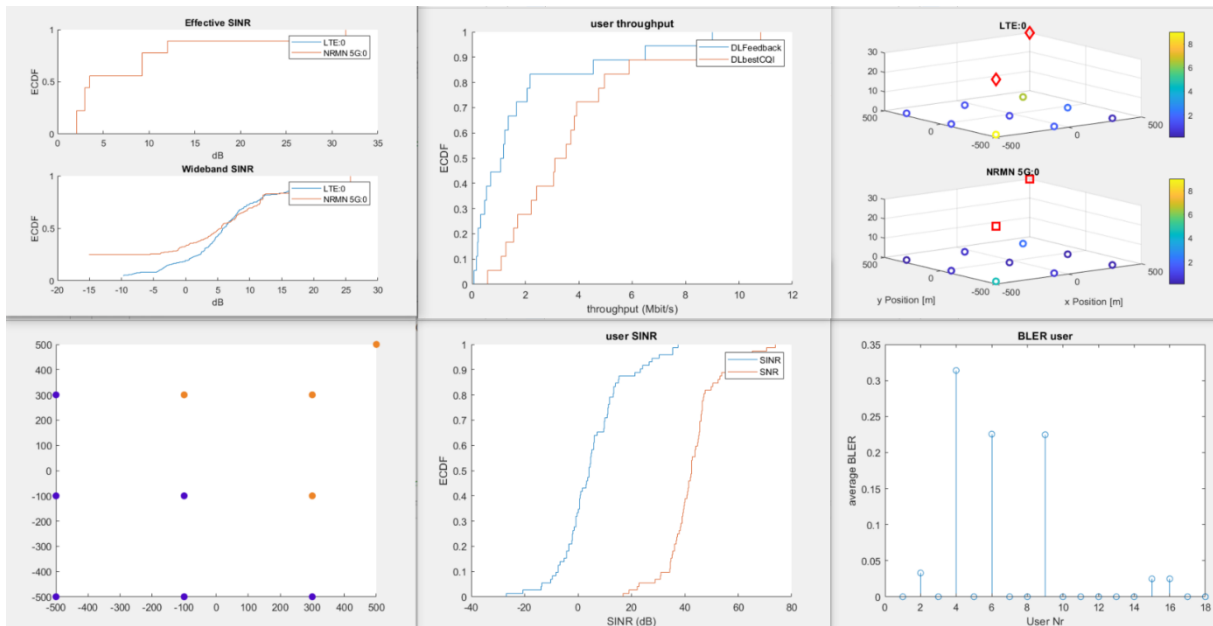 Effective SINR
1
0.5
0
ECDF
LTE:0
NRMN 5G:0
0 5 10 15 20 25 30 35
dB
Wideband SINR
1
0.5
0
ECDF
LTE:0
NRMN 5G:0
-20 -15 -10 -5 0 5 10 15 20 25 30
dB
user throughput
1
0.9
0.8
0.7
0.6
0.5
0.4
0.3
0.2
0.1
0
ECDF
DLFeedback
DLbestCQI
0 2 4 6 8 10 12
throughput (Mbit/s)
LTE:0
30
20
10
0
500
0
-500
-500
0
500
8
6
4
2
NRMN 5G:0
30
20
10
0
500
0
-500
-500
0
500
y Position [m]
x Position [m]
8
6
4
2
500
400
300
200
100
0
-100
-200
-300
-400
-500
-500 -400 -300 -200 -100 0 100 200 300 400 500
user SINR
1
0.9
0.8
0.7
0.6
0.5
0.4
0.3
0.2
0.1
0
ECDF
SINR
SNR
-40 -20 0 20 40 60 80
SINR (dB)
BLER user
0.35
0.3
0.25
0.2
0.15
0.1
0.05
0
average BLER
0 2 4 6 8 10 12 14 16 18
User Nr